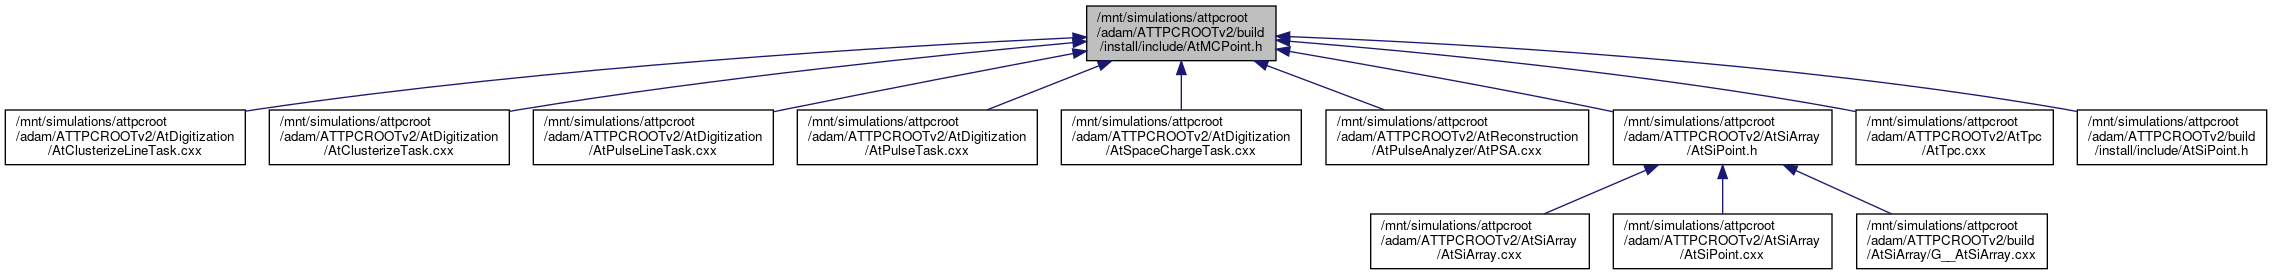 /mnt/simulations/attpcroot
/adam/ATTPCROOTv2/build
/install/include/AtMCPoint.h
/mnt/simulations/attpcroot
/adam/ATTPCROOTv2/AtDigitization
/AtClusterizeLineTask.cxx
/mnt/simulations/attpcroot
/adam/ATTPCROOTv2/AtDigitization
/AtClusterizeTask.cxx
/mnt/simulations/attpcroot
/adam/ATTPCROOTv2/AtDigitization
/AtPulseLineTask.cxx
/mnt/simulations/attpcroot
/adam/ATTPCROOTv2/AtDigitization
/AtPulseTask.cxx
/mnt/simulations/attpcroot
/adam/ATTPCROOTv2/AtDigitization
/AtSpaceChargeTask.cxx
/mnt/simulations/attpcroot
/adam/ATTPCROOTv2/AtReconstruction
/AtPulseAnalyzer/AtPSA.cxx
/mnt/simulations/attpcroot
/adam/ATTPCROOTv2/AtSiArray
/AtSiPoint.h
/mnt/simulations/attpcroot
/adam/ATTPCROOTv2/AtTpc
/AtTpc.cxx
/mnt/simulations/attpcroot
/adam/ATTPCROOTv2/build
/install/include/AtSiPoint.h
/mnt/simulations/attpcroot
/adam/ATTPCROOTv2/AtSiArray
/AtSiArray.cxx
/mnt/simulations/attpcroot
/adam/ATTPCROOTv2/AtSiArray
/AtSiPoint.cxx
/mnt/simulations/attpcroot
/adam/ATTPCROOTv2/build
/AtSiArray/G__AtSiArray.cxx